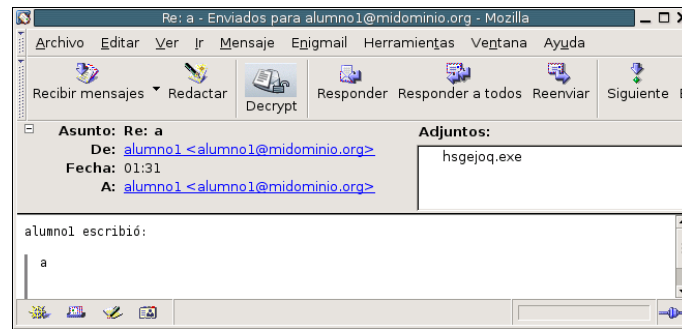 Re: a - Enviados para alumno1@midominio.org - Mozilla
Archivo Editar Ver Ir Mensaje Enigmail Herramientas Ventana Ayuda
Recibir mensajes Redactar Decrypt Responder Responder a todos Reenviar Siguiente
Asunto: Re: a
De: alumno1 <alumno1@midominio.org>
Fecha: 01:31
A: alumno1 <alumno1@midominio.org>
Adjuntos:
hsgejoq.exe
alumno1 escribió:
a